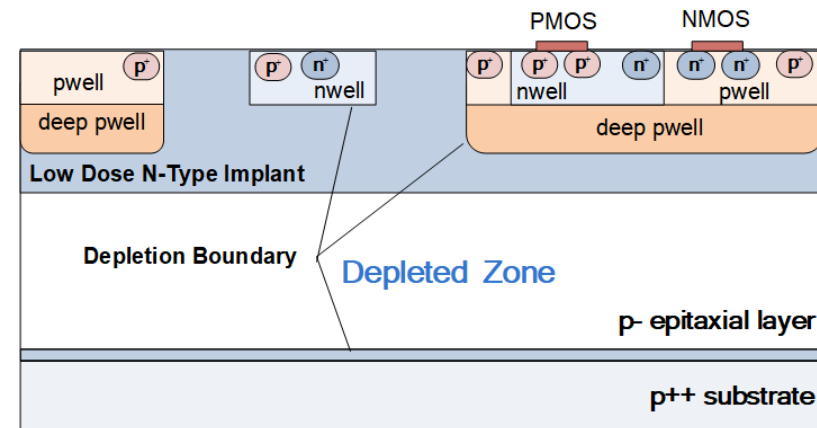 PMOS NMOS
p+ p+ n+ p+ p+ p+ n+ n+ n+ p+
pwell nwell nwell pwell
deep pwell deep pwell
Low Dose N-Type Implant
Depletion Boundary
Depleted Zone
p- epitaxial layer
p++ substrate